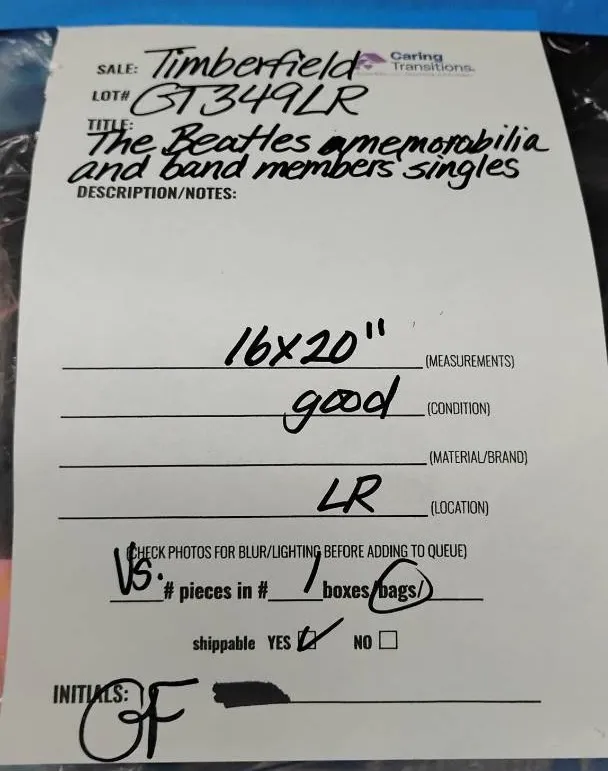 SALE: Timberfield Caring Transitions
LOT# GT349LR
TITLE:
The Beatles memorabilia
and band members singles
DESCRIPTION/NOTES:
16x20" (MEASUREMENTS)
good (CONDITION)
(MATERIAL/BRAND)
LR (LOCATION)
(CHECK PHOTOS FOR BLUR/LIGHTING BEFORE ADDING TO QUEUE)
VS. # pieces in # 1 boxes/bags/
shippable YES NO
INITIALS: GF